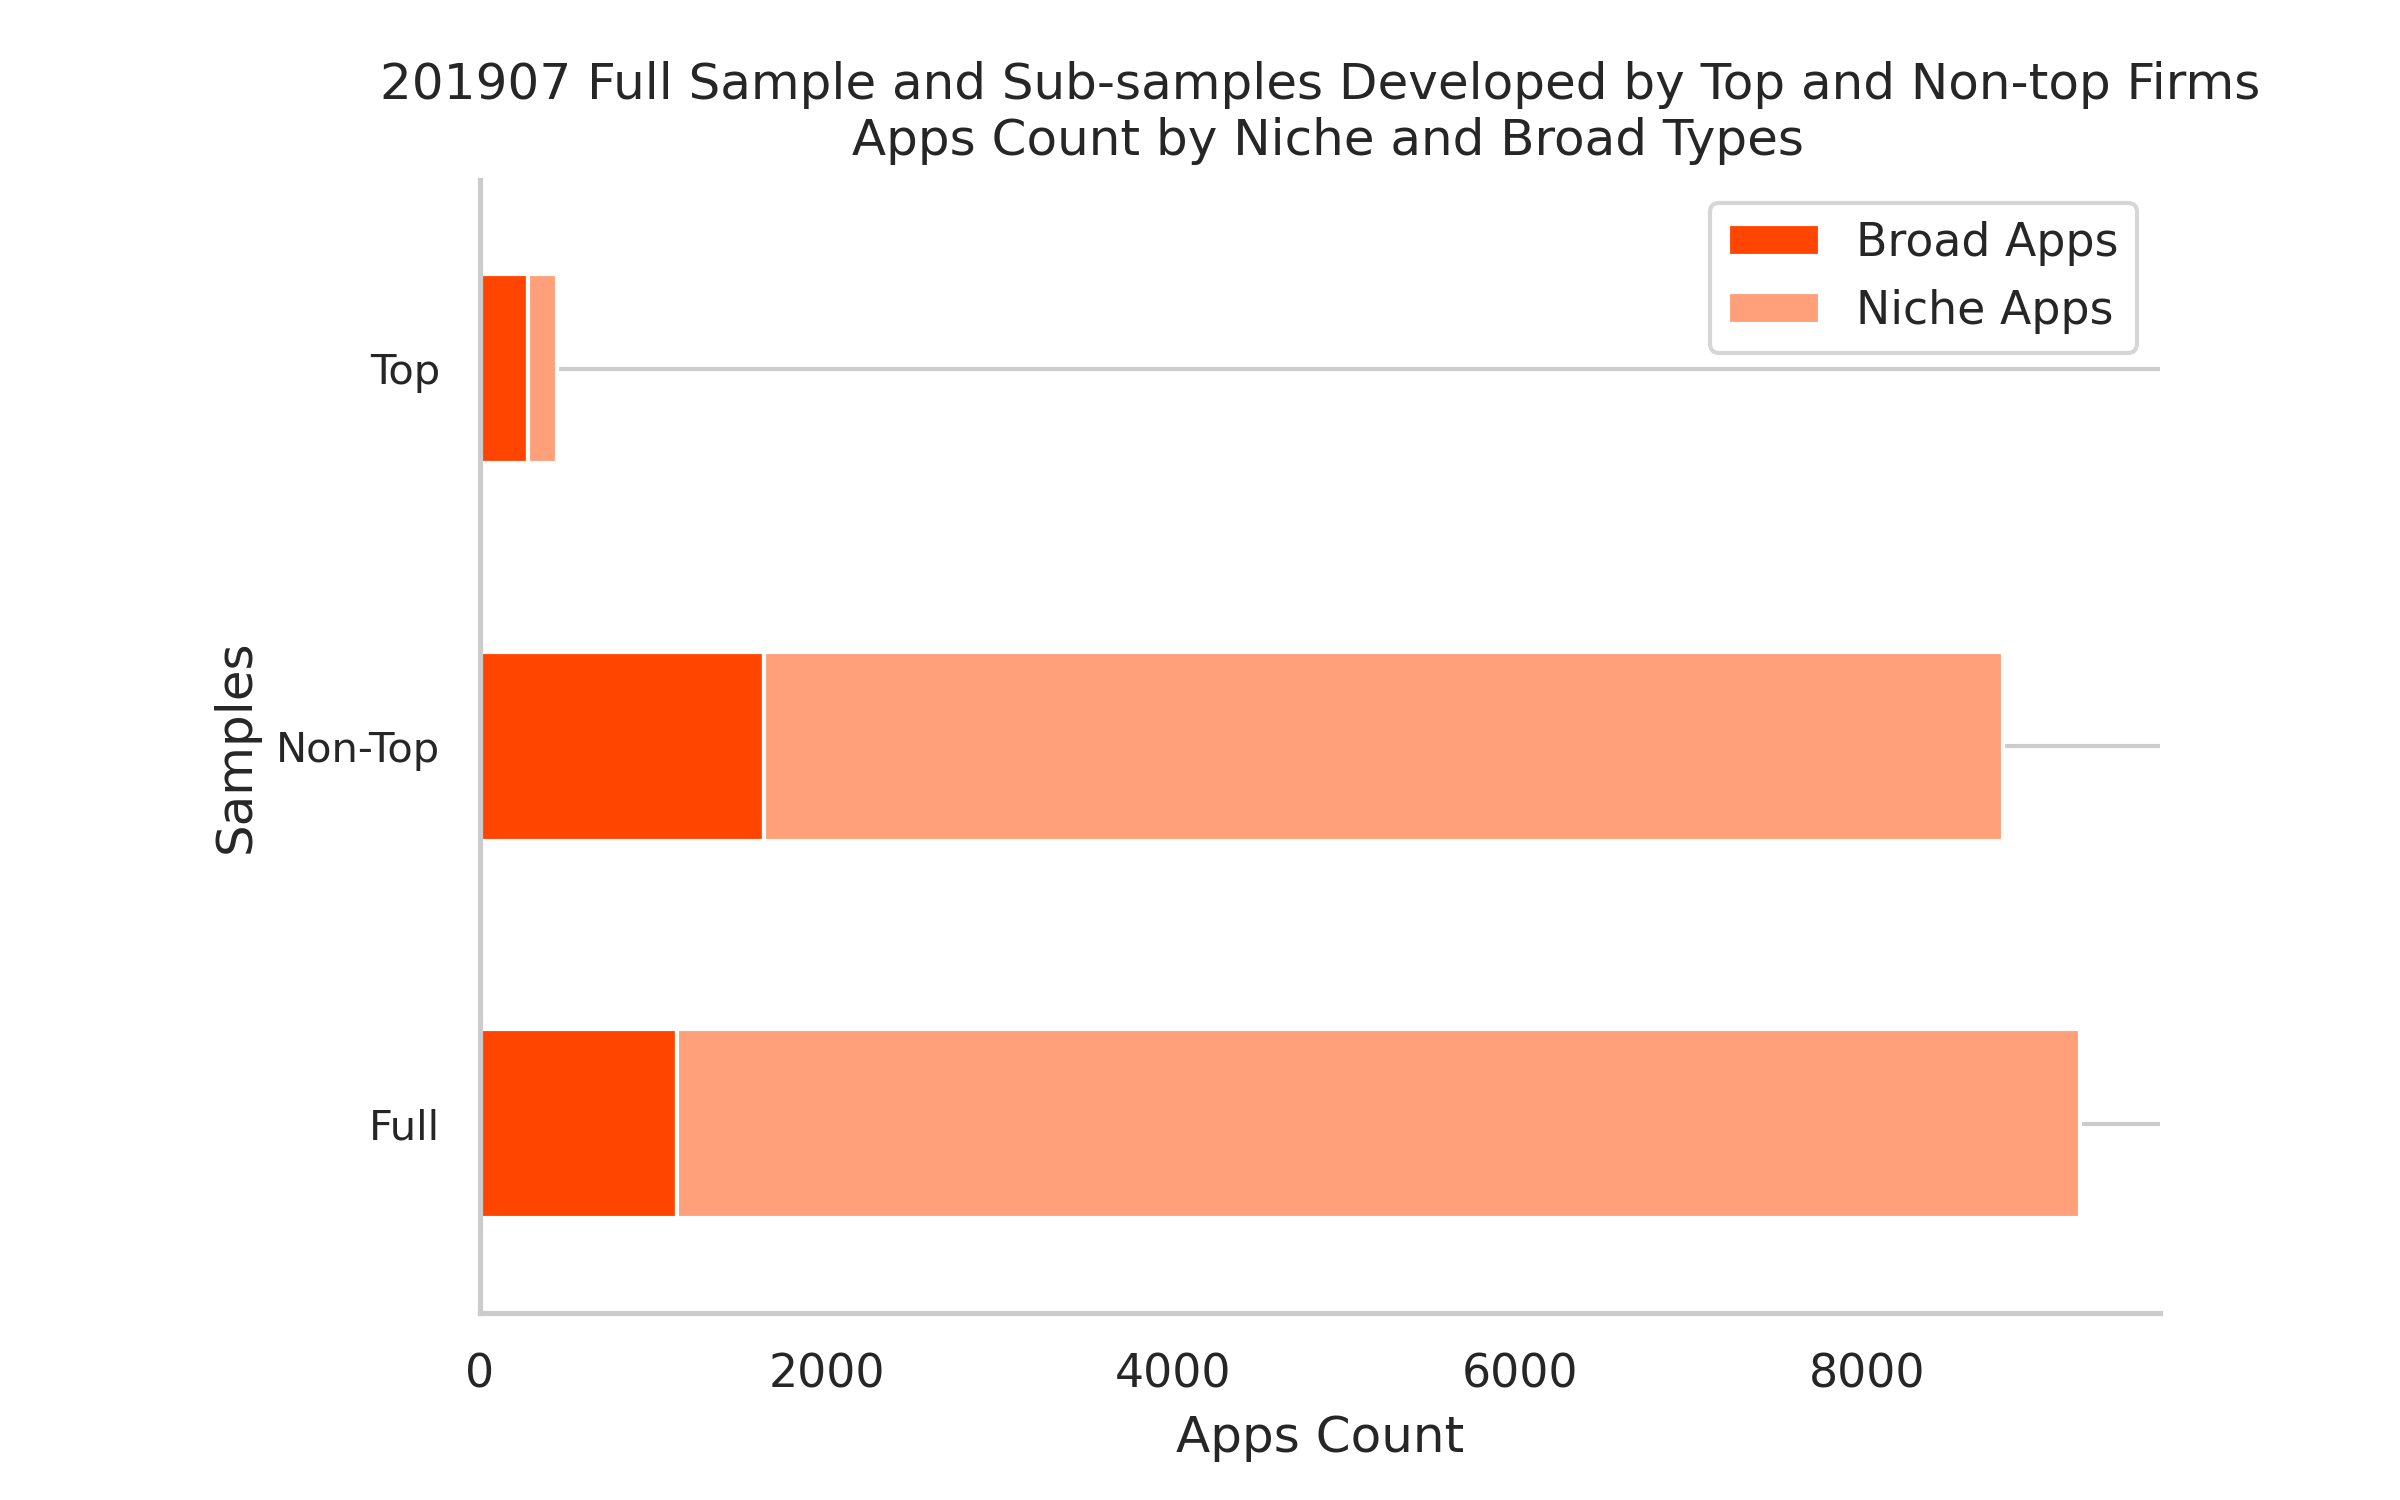 201907 Full Sample and Sub-samples Developed by Top and Non-top Firms
Apps Count by Niche and Broad Types
Broad Apps
Niche Apps
Top
Non-Top
Full
Samples
0 2000 4000 6000 8000
Apps Count